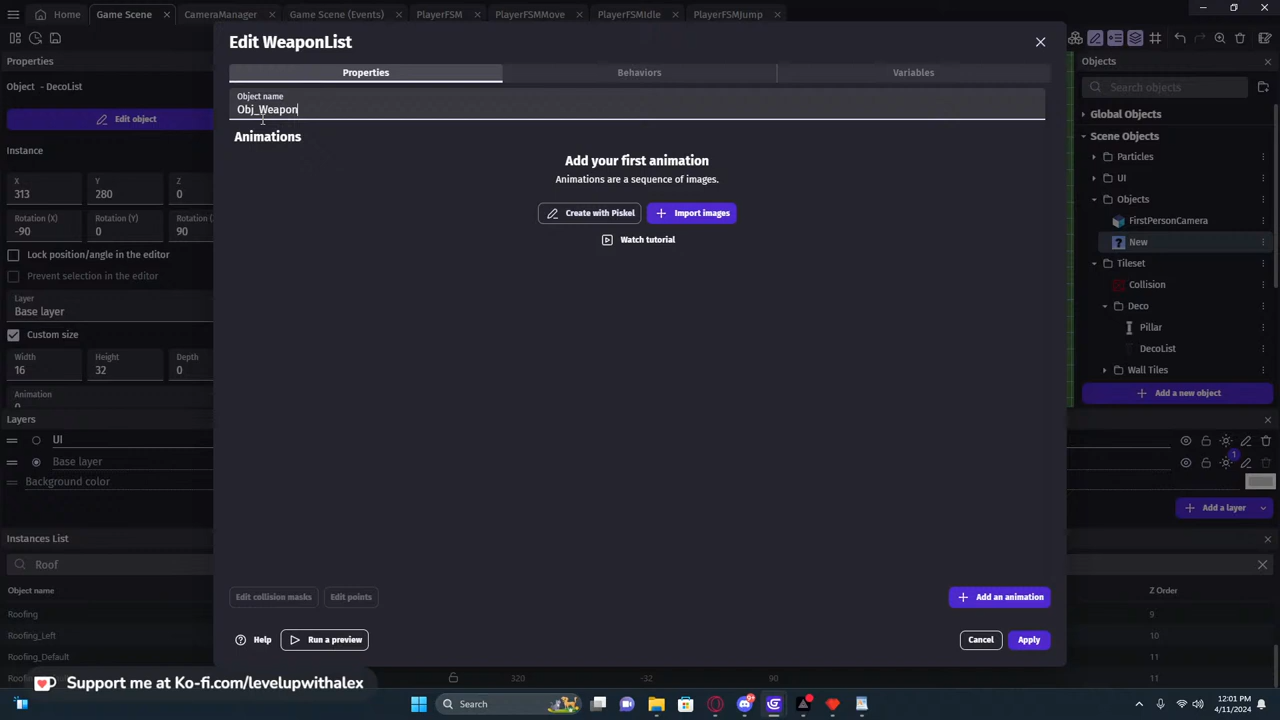 Home
Game Scene
CameraManager
Game Scene (Events)
PlayerFSM
PlayerFSMMove
PlayerFSMIdle
PlayerFSMJump
Properties
Object - DecoList
Edit object
Instance
X
313
Y
280
Z
0
Rotation (X)
-90
Rotation (Y)
0
Rotation (Z)
90
Lock position/angle in the editor
Prevent selection in the editor
Layer
Base layer
Custom size
Width
16
Height
32
Depth
0
Animation
Layers
UI
Base layer
Background color
Instances List
Roof
Object name
Roofing
Roofing_Left
Roofing_Default
Edit WeaponList
Properties
Behaviors
Variables
Object name
Obj_Weapon
Animations
Add your first animation
Animations are a sequence of images.
Create with Piskel
Import images
Watch tutorial
Edit collision masks
Edit points
Add an animation
Help
Run a preview
Cancel
Apply
Objects
Search objects
Global Objects
Scene Objects
Particles
UI
Objects
FirstPersonCamera
New
Tileset
Collision
Deco
Pillar
DecoList
Wall Tiles
Add a new object
1
Add a layer
Z Order
9
10
11
320
-32
90
11
Support me at Ko-fi.com/levelupwithalex
Search
12:01 PM
4/11/2024